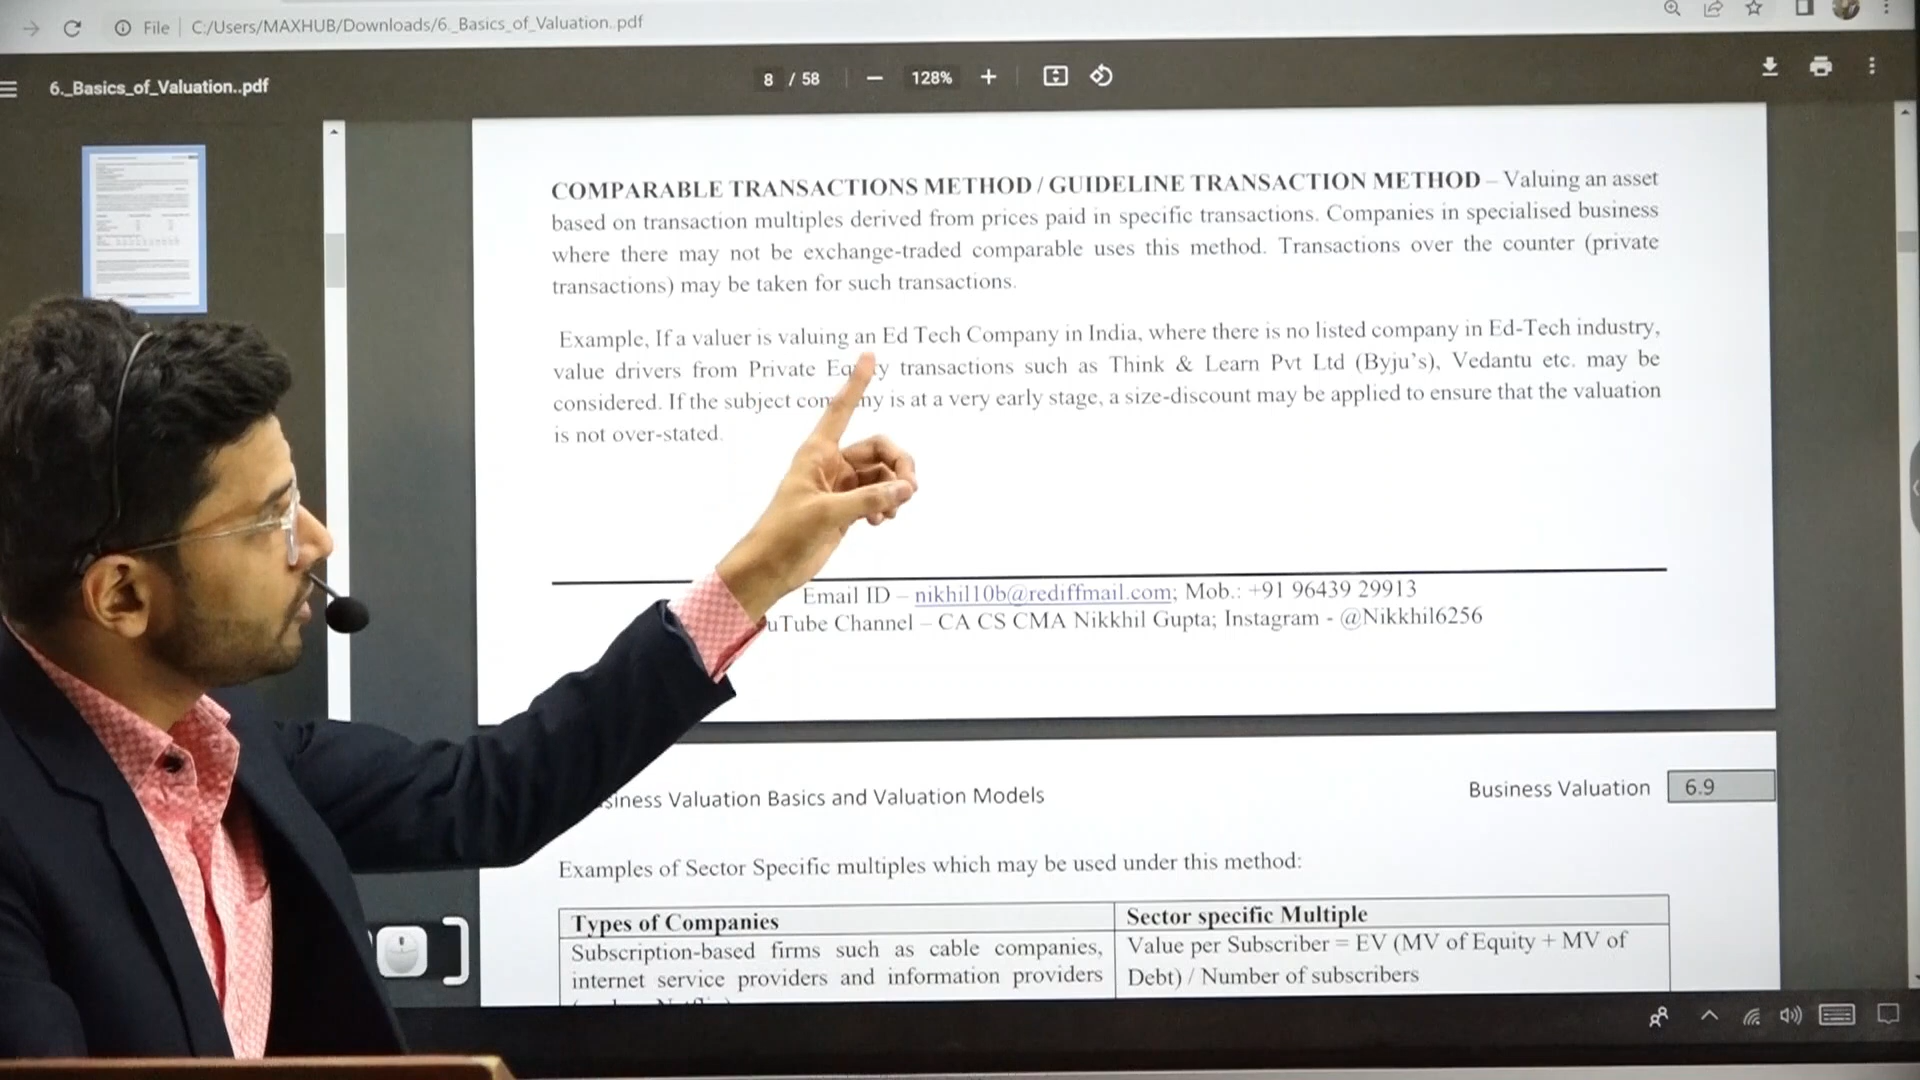 File C:/Users/MAXHUB/Downloads/6._Basics_of_Valuation..pdf
6._Basics_of_Valuation..pdf
8 / 58
128%
COMPARABLE TRANSACTIONS METHOD / GUIDELINE TRANSACTION METHOD – Valuing an asset
based on transaction multiples derived from prices paid in specific transactions. Companies in specialised business
where there may not be exchange-traded comparable uses this method. Transactions over the counter (private
transactions) may be taken for such transactions.
Example, If a valuer is valuing an Ed Tech Company in India, where there is no listed company in Ed-Tech industry,
value drivers from Private Eq y transactions such as Think & Learn Pvt Ltd (Byju's), Vedantu etc. may be
considered. If the subject com ny is at a very early stage, a size-discount may be applied to ensure that the valuation
is not over-stated.
Email ID – nikhil10b@rediffmail.com; Mob.: +91 96439 29913
uTube Channel – CA CS CMA Nikkhil Gupta; Instagram - @Nikkhil6256
siness Valuation Basics and Valuation Models
Business Valuation 6.9
Examples of Sector Specific multiples which may be used under this method:
Types of Companies
Sector specific Multiple
Subscription-based firms such as cable companies,
internet service providers and information providers
Value per Subscriber = EV (MV of Equity + MV of
Debt) / Number of subscribers